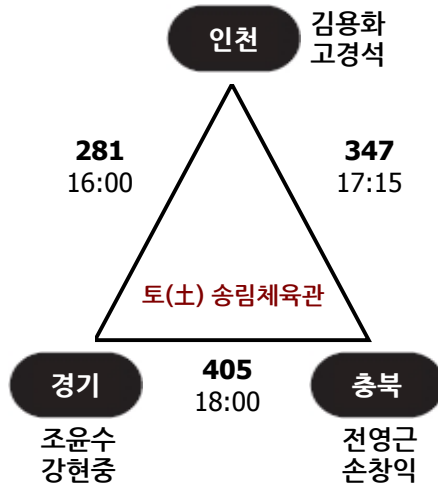 인천
김용화
고경석
281
16:00
347
17:15
토(土) 송림체육관
경기
405
18:00
충북
조윤수
강현중
전영근
손창익